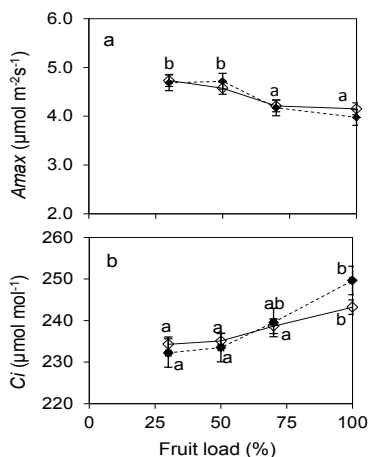 6.0
a
b
b
5.0
a
a
4.0
3.0
2.0
Amax
(µmol m-2s-1)
260
b
b
250
ab
a
a
240
b
a
a
a
230
220
Ci
(µmol mol-1)
0
25
50
75
100
Fruit load (%)